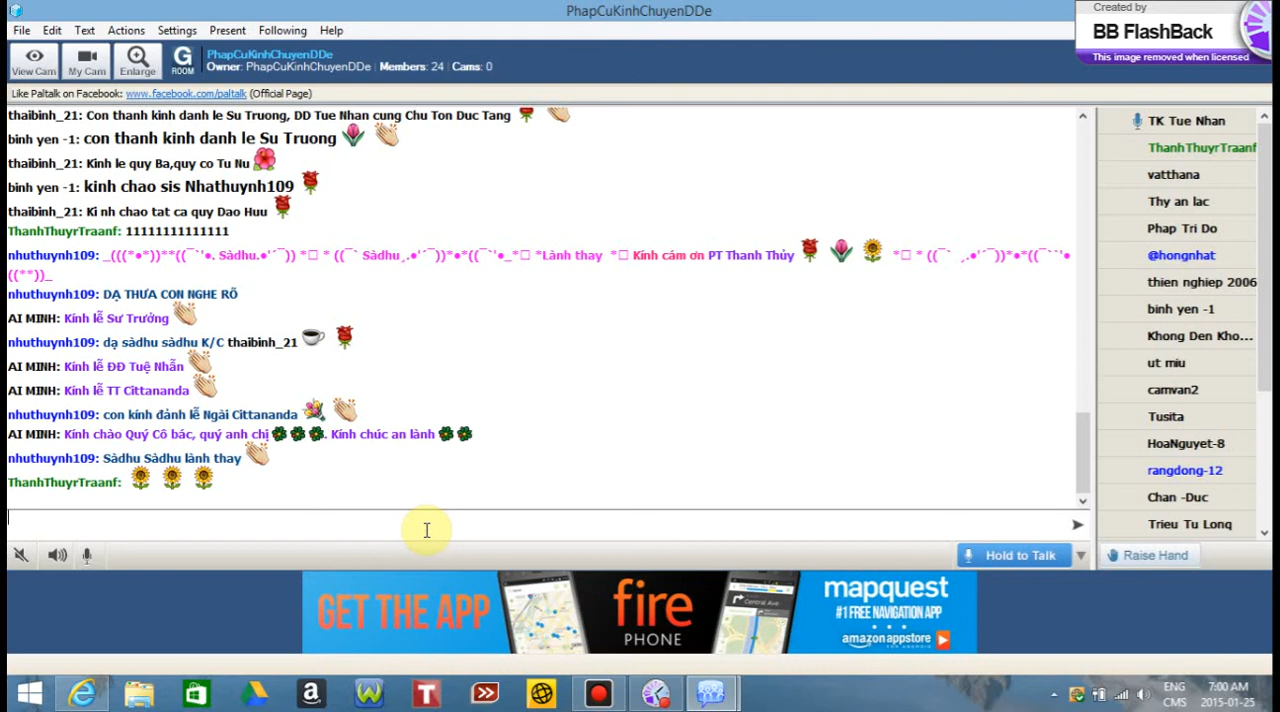 PhapCuKinhChuyenDDe
Created by
BB FlashBack
This image removed when licensed
File Edit Text Actions Settings Present Following Help
View Cam My Cam Enlarge G ROOM
PhapCuKinhChuyenDDe
Owner: PhapCuKinhChuyenDDe Members: 24 Cams: 0
Like Paltalk on Facebook: www.facebook.com/paltalk (Official Page)
thaibinh_21: Con thanh kinh danh le Su Truong, DD Tue Nhan cung Chu Ton Duc Tang
binh yen -1: con thanh kinh danh le Su Truong
thaibinh_21: Kinh le quy Ba,quy co Tu Nu
binh yen -1: kinh chao sis Nhathuynh109
thaibinh_21: Ki nh chao tat ca quy Dao Huu
ThanhThuyrTraanf: 11111111111111
nhuthuynh109: Sàdhu Sàdhu *Lành thay Kính cám ơn PT Thanh Thủy
nhuthuynh109: DẠ THƯA CON NGHE RÕ
AI MINH: Kính lễ Sư Trưởng
nhuthuynh109: dạ sàdhu sàdhu K/C thaibinh_21
AI MINH: Kính lễ ĐĐ Tuệ Nhẫn
AI MINH: Kính lễ TT Cittananda
nhuthuynh109: con kính đảnh lễ Ngài Cittananda
AI MINH: Kính chào Quý Cô bác, quý anh chị . Kính chúc an lành
nhuthuynh109: Sàdhu Sàdhu lành thay
ThanhThuyrTraanf:
TK Tue Nhan
ThanhThuyrTraanf
vatthana
Thy an lac
Phap Tri Do
@hongnhat
thien nghiep 2006
binh yen -1
Khong Den Kho...
ut miu
camvan2
Tusita
HoaNguyet-8
rangdong-12
Chan -Duc
Trieu Tu Long
Hold to Talk
Raise Hand
GET THE APP
fire
PHONE
mapquest
#1 FREE NAVIGATION APP
amazon appstore
ENG 7:00 AM
CMS 2015-01-25